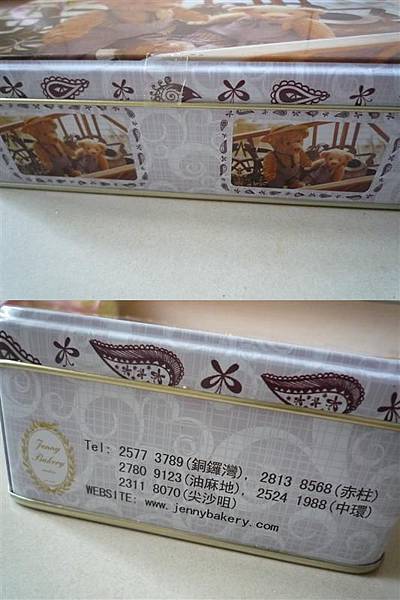 Jenny
Bakery
Tel: 2577 3789(銅鑼灣), 2813 8568(赤柱)
2780 9123(油麻地), 2524 1988(中環)
2311 8070(尖沙咀)
WEBSITE: www.jennybakery.com